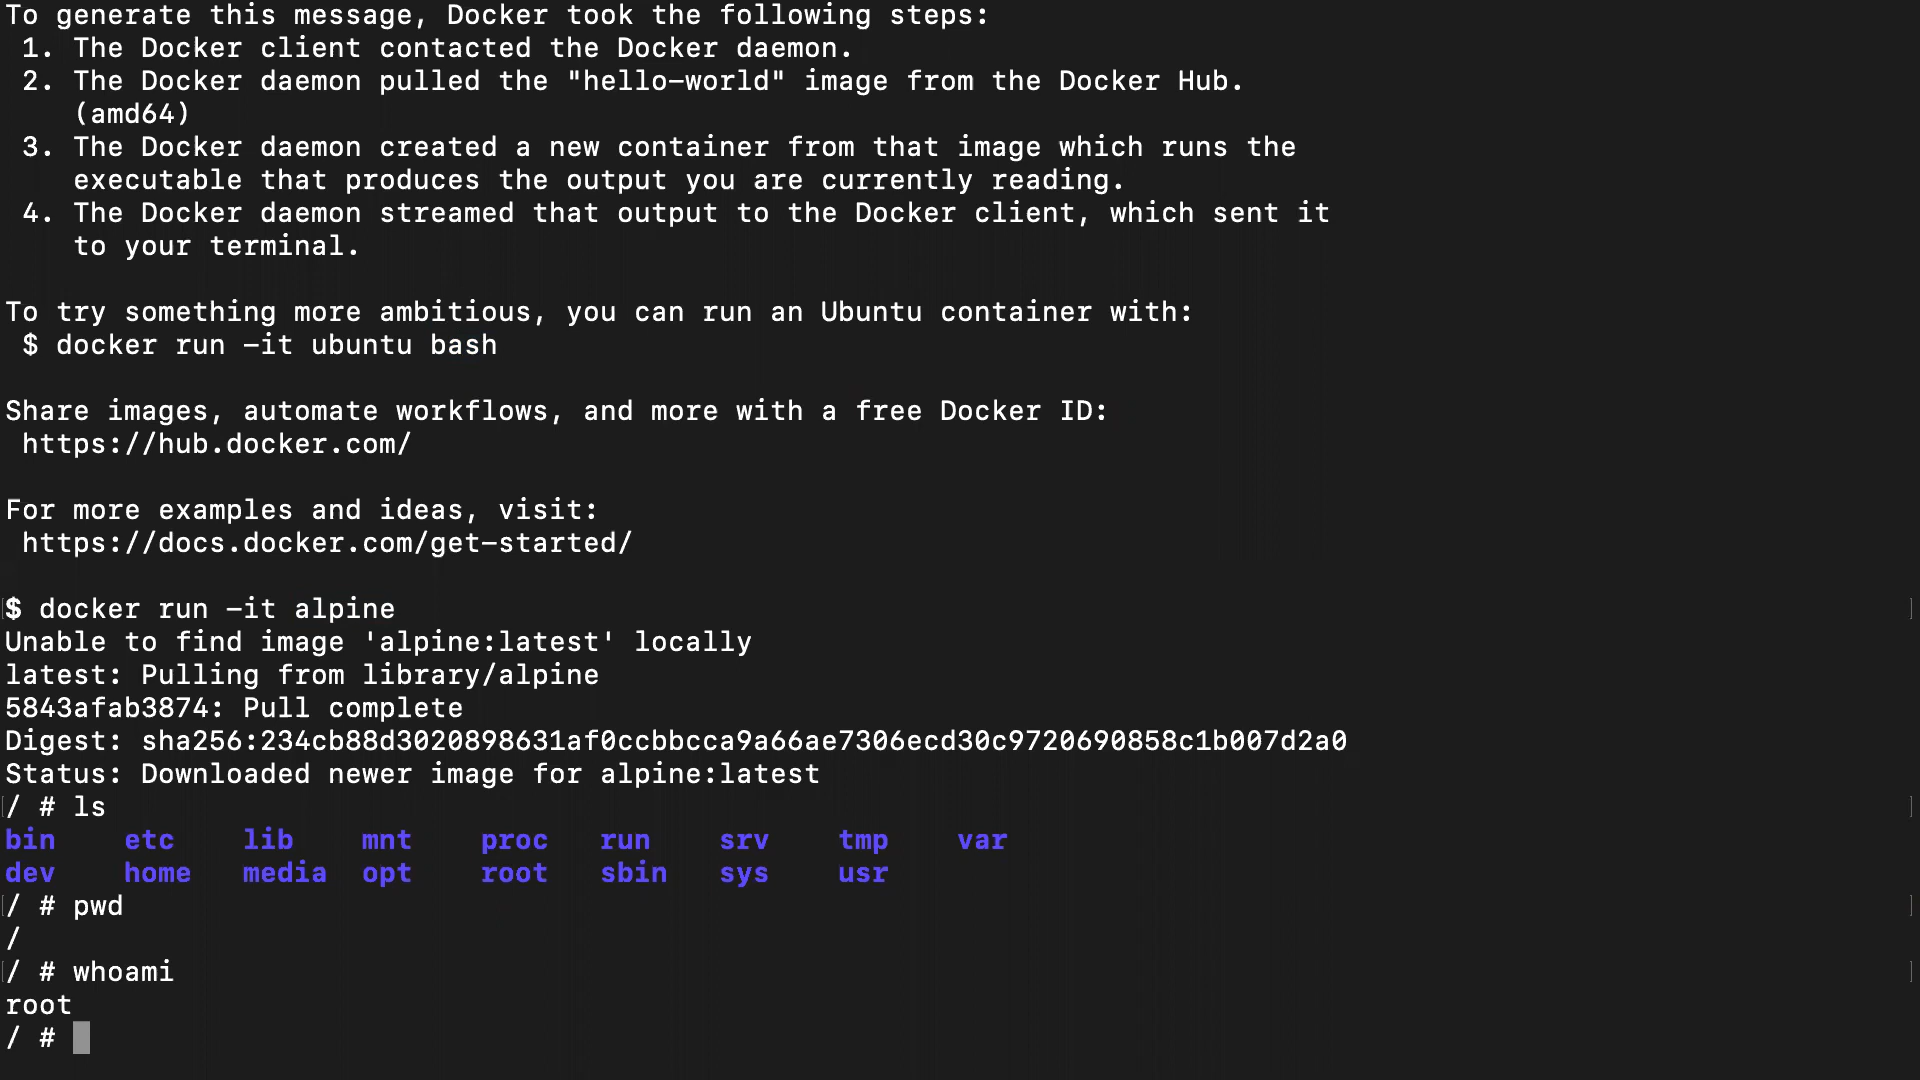 To generate this message, Docker took the following steps:
 1. The Docker client contacted the Docker daemon.
 2. The Docker daemon pulled the "hello-world" image from the Docker Hub.
    (amd64)
 3. The Docker daemon created a new container from that image which runs the
    executable that produces the output you are currently reading.
 4. The Docker daemon streamed that output to the Docker client, which sent it
    to your terminal.

To try something more ambitious, you can run an Ubuntu container with:
 $ docker run -it ubuntu bash

Share images, automate workflows, and more with a free Docker ID:
 https://hub.docker.com/

For more examples and ideas, visit:
 https://docs.docker.com/get-started/

$ docker run -it alpine
Unable to find image 'alpine:latest' locally
latest: Pulling from library/alpine
5843afab3874: Pull complete
Digest: sha256:234cb88d3020898631af0ccbbcca9a66ae7306ecd30c9720690858c1b007d2a0
Status: Downloaded newer image for alpine:latest
/ # ls
bin    etc    lib    mnt    proc   run    srv    tmp    var
dev    home   media  opt    root   sbin   sys    usr
/ # pwd
/
/ # whoami
root
/ #